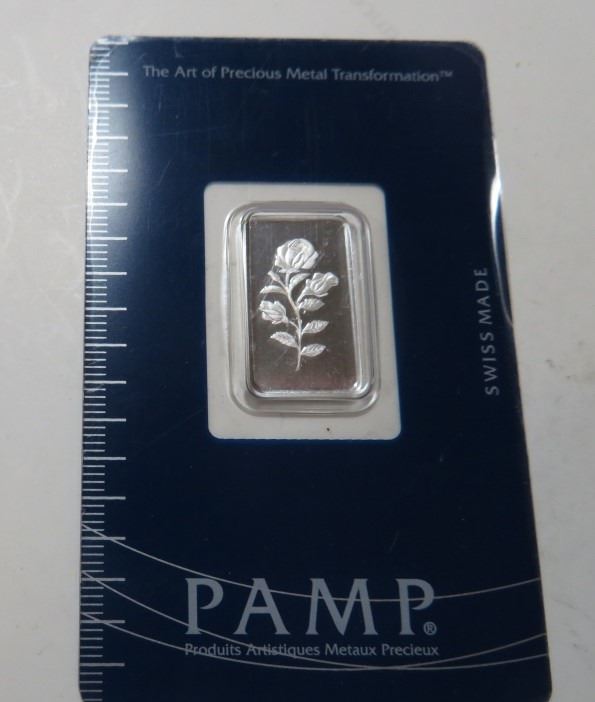 The Art of Precious Metal Transformation™
SWISS MADE
PAMP®
Produits Artistiques Metaux Precieux